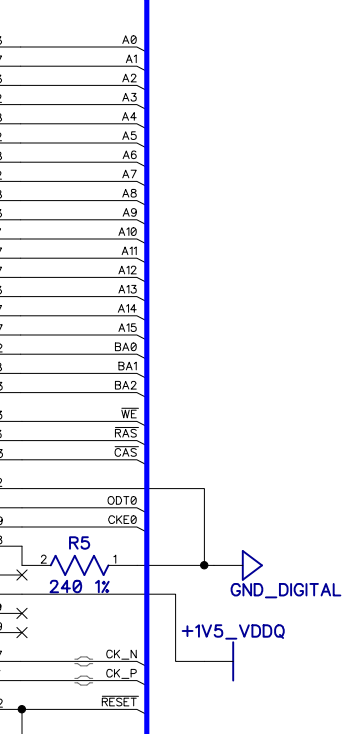 A0
A1
A2
A3
A4
A5
A6
A7
A8
A9
A10
A11
A12
A13
A14
A15
BA0
BA1
BA2
WE
RAS
CAS
ODT0
CKE0
R5
2 1
240 1%
GND_DIGITAL
+1V5_VDDQ
CK_N
CK_P
RESET